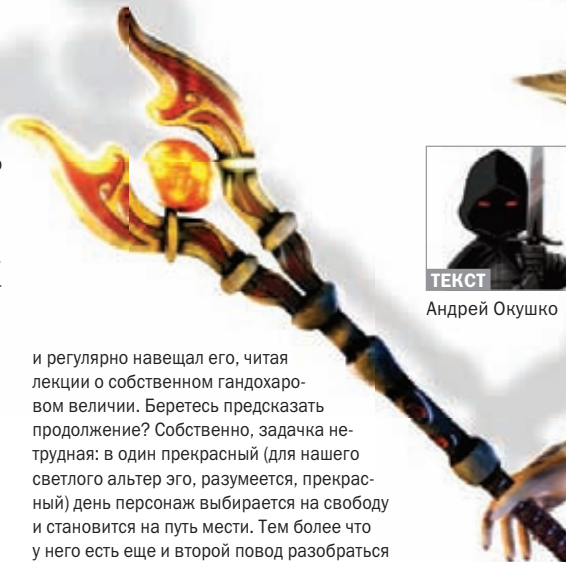 ТЕКСТ
Андрей Окушко
и регулярно навещал его, читая
лекции о собственном гандохаро-
вом величии. Беретесь предсказать
продолжение? Собственно, задачка не-
трудная: в один прекрасный (для нашего
светлого альтер эго, разумеется, прекрас-
ный) день персонаж выбирается на свободу
и становится на путь мести. Тем более что
у него есть еще и второй повод разобраться